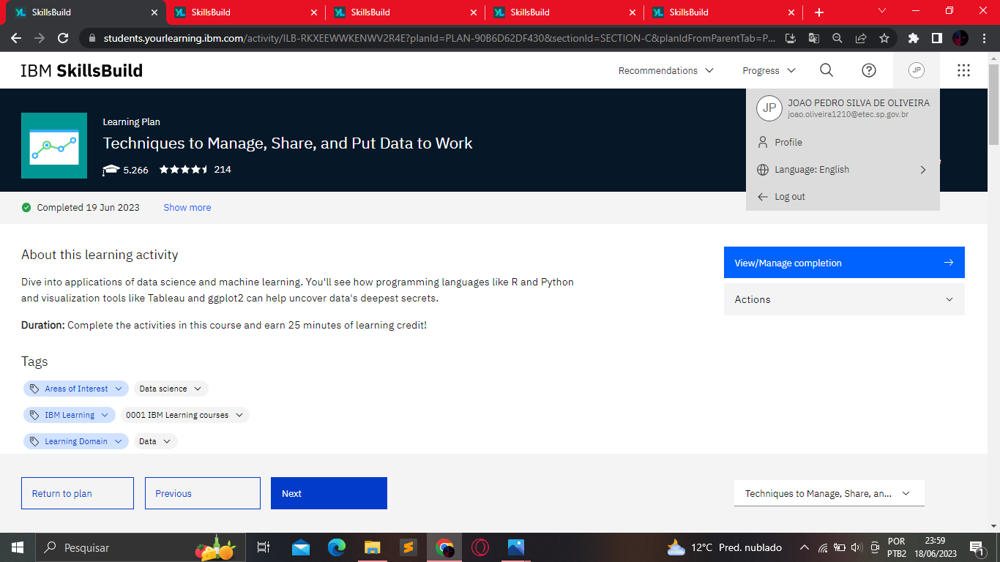 SkillsBuild
SkillsBuild
SkillsBuild
SkillsBuild
SkillsBuild
students.yourlearning.ibm.com/activity/ILB-RKXEEWWKENWV2R4E?planId=PLAN-90B6D62DF430&sectionId=SECTION-C&planIdFromParentTab=P...
IBM SkillsBuild
Recommendations
Progress
JP
JP
JOAO PEDRO SILVA DE OLIVEIRA
joao.oliveira1210@etec.sp.gov.br
Profile
Language: English
Log out
Learning Plan
Techniques to Manage, Share, and Put Data to Work
5.266
214
Completed 19 Jun 2023
Show more
About this learning activity
Dive into applications of data science and machine learning. You'll see how programming languages like R and Python
and visualization tools like Tableau and ggplot2 can help uncover data's deepest secrets.
Duration: Complete the activities in this course and earn 25 minutes of learning credit!
View/Manage completion
Actions
Tags
Areas of Interest
Data science
IBM Learning
0001 IBM Learning courses
Learning Domain
Data
Return to plan
Previous
Next
Techniques to Manage, Share, an...
Pesquisar
12°C Pred. nublado
POR
PTB2
23:59
18/06/2023
1